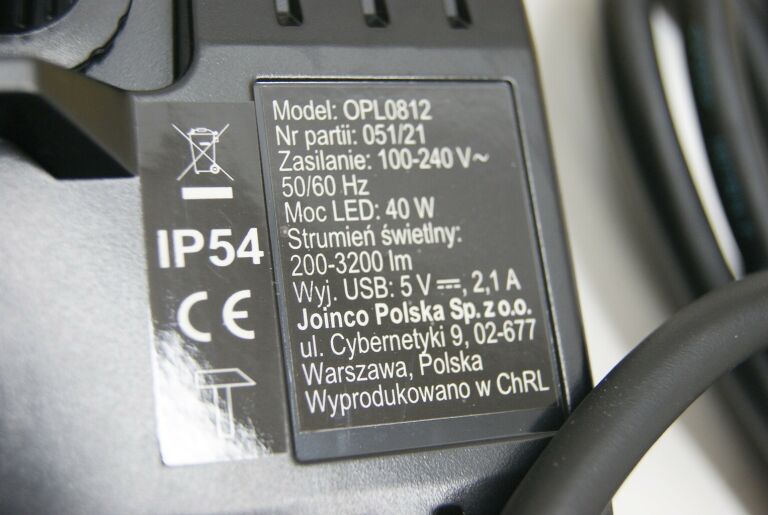 Model: OPL0812
Nr partii: 051/21
Zasilanie: 100-240 V~
50/60 Hz
Moc LED: 40 W
Strumień świetlny:
200-3200 lm
Wyj. USB: 5 V ⎓, 2,1 A
Joinco Polska Sp. z o.o.
ul. Cybernetyki 9, 02-677
Warszawa, Polska
Wyprodukowano w ChRL
IP54
CE